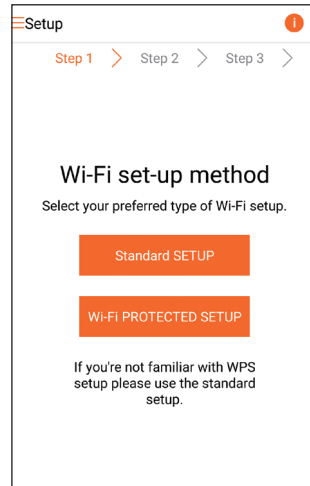 Setup
i
Step 1 Step 2 Step 3
Wi-Fi set-up method
Select your preferred type of Wi-Fi setup.
Standard SETUP
Wi-Fi PROTECTED SETUP
If you're not familiar with WPS
setup please use the standard
setup.